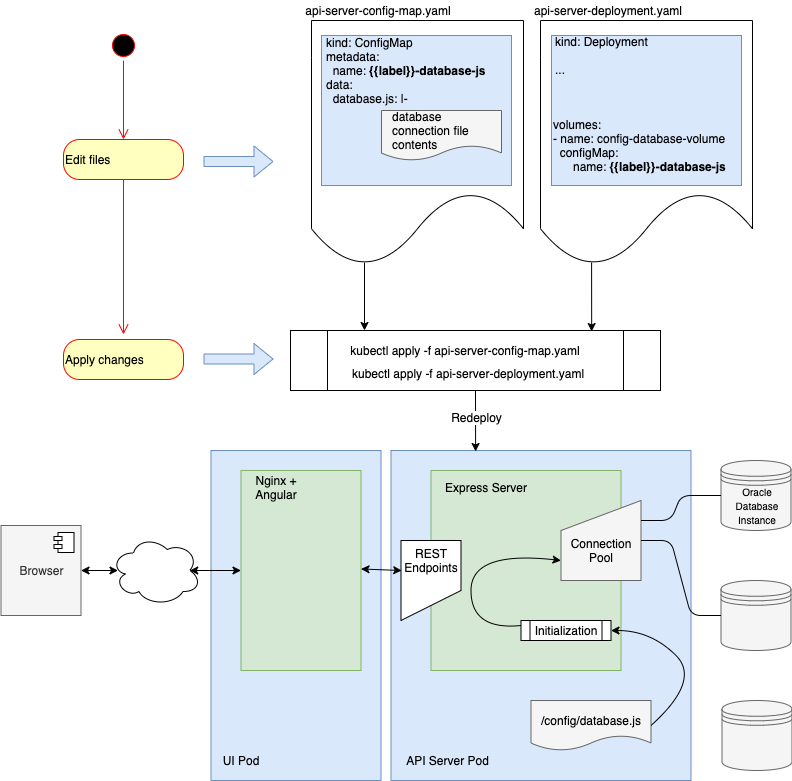 api-server-config-map.yaml
api-server-deployment.yaml
kind: ConfigMap
metadata:
name: {{label}}-database-js
data:
database.js: |-
database
connection file
contents
kind: Deployment
...
volumes:
- name: config-database-volume
configMap:
name: {{label}}-database-js
Edit files
Apply changes
kubectl apply -f api-server-config-map.yaml
kubectl apply -f api-server-deployment.yaml
Redeploy
Nginx +
Angular
Express Server
Oracle
Database
Instance
Connection
Pool
REST
Endpoints
Browser
Initialization
/config/database.js
UI Pod
API Server Pod